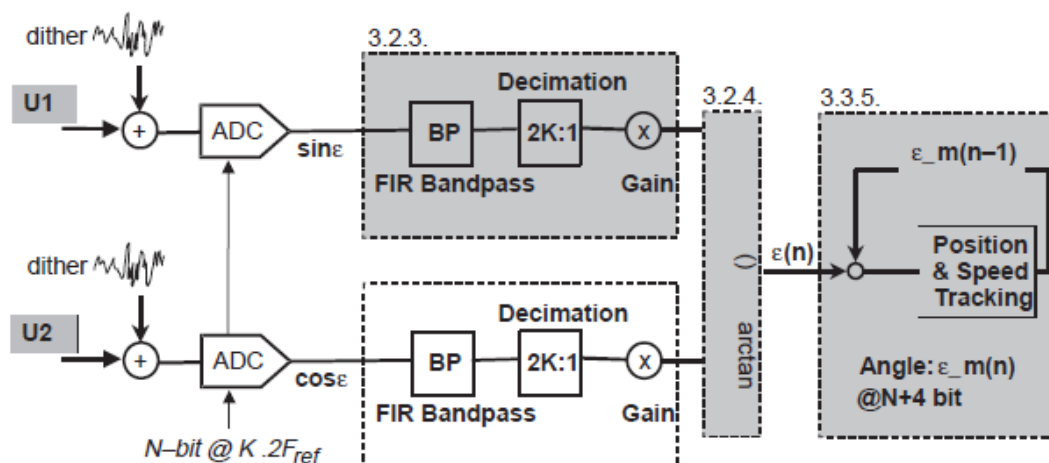 dither
U1
+
ADC
sinε
3.2.3.
Decimation
BP
2K:1
x
FIR Bandpass
Gain
dither
U2
+
ADC
cosε
Decimation
BP
2K:1
x
FIR Bandpass
Gain
N–bit @ K .2Fref
3.2.4.
arctan ()
ε(n)
3.3.5.
ε_m(n–1)
Position
& Speed
Tracking
Angle: ε_m(n)
@N+4 bit